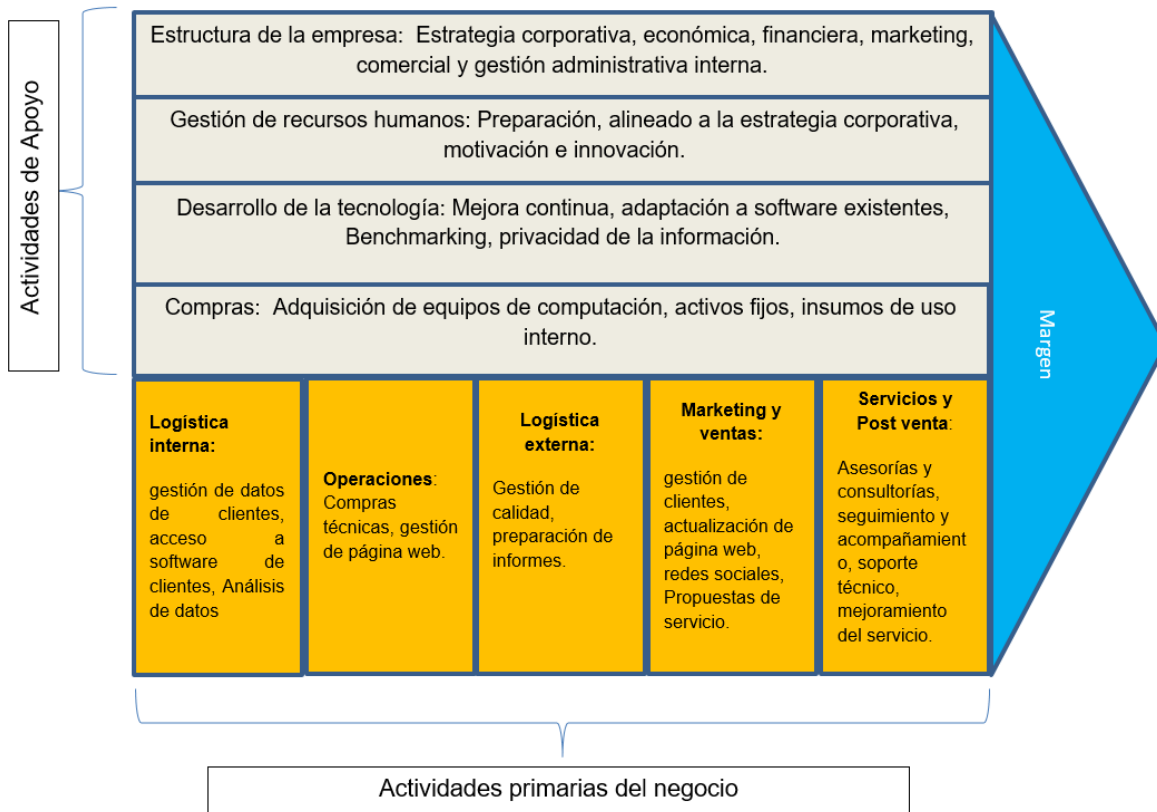 Actividades de Apoyo
Estructura de la empresa: Estrategia corporativa, económica, financiera, marketing,
comercial y gestión administrativa interna.
Gestión de recursos humanos: Preparación, alineado a la estrategia corporativa,
motivación e innovación.
Desarrollo de la tecnología: Mejora continua, adaptación a software existentes,
Benchmarking, privacidad de la información.
Compras: Adquisición de equipos de computación, activos fijos, insumos de uso
interno.
Margen
Logística
interna:
gestión de datos
de clientes,
acceso a
software de
clientes, Análisis
de datos
Operaciones:
Compras
técnicas, gestión
de página web.
Logística
externa:
Gestión de
calidad,
preparación de
informes.
Marketing y
ventas:
gestión de
clientes,
actualización de
página web,
redes sociales,
Propuestas de
servicio.
Servicios y
Post venta:
Asesorías y
consultorías,
seguimiento y
acompañamient
o, soporte
técnico,
mejoramiento
del servicio.
Actividades primarias del negocio